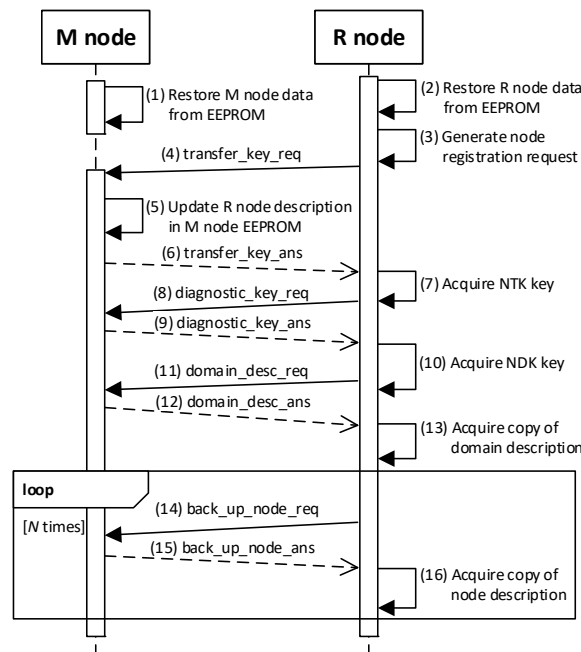 M node
R node
(1) Restore M node data
from EEPROM
(2) Restore R node data
from EEPROM
(3) Generate node
registration request
(4) transfer_key_req
(5) Update R node description
in M node EEPROM
(6) transfer_key_ans
(7) Acquire NTK key
(8) diagnostic_key_req
(9) diagnostic_key_ans
(10) Acquire NDK key
(11) domain_desc_req
(12) domain_desc_ans
(13) Acquire copy of
domain description
loop
[N times]
(14) back_up_node_req
(15) back_up_node_ans
(16) Acquire copy of
node description